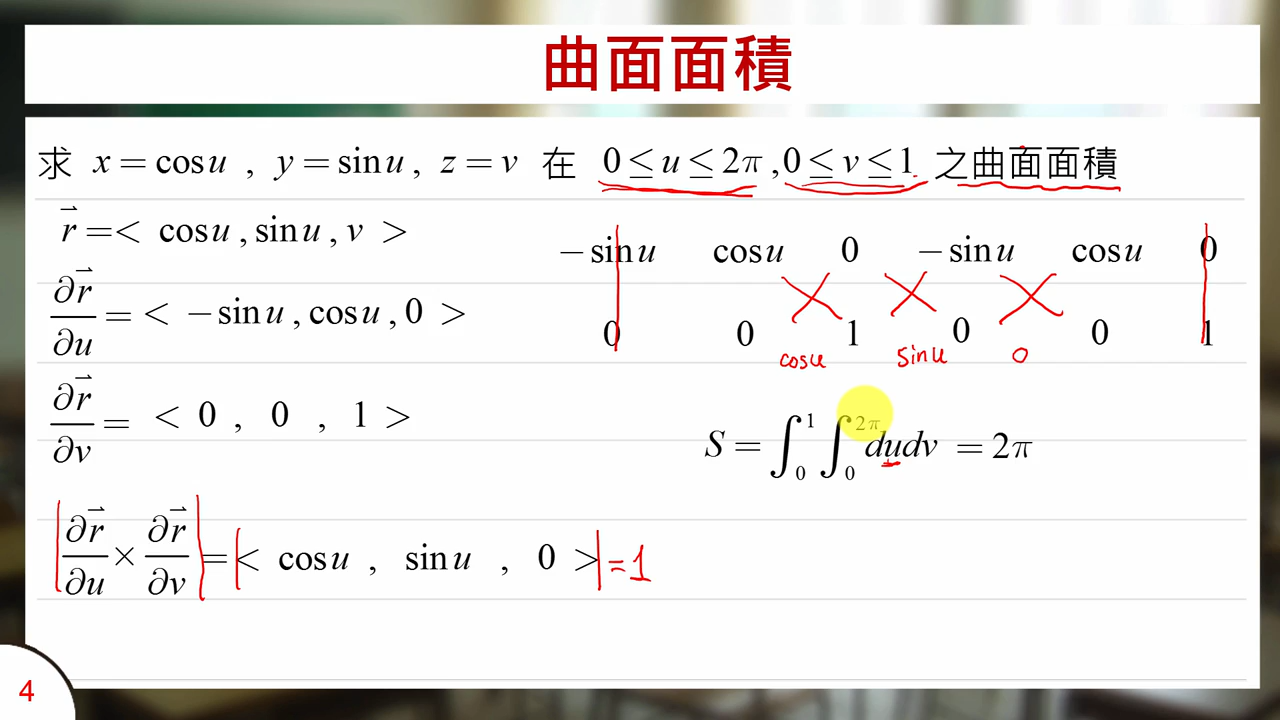 曲面面積
求 x = cos u , y = sin u , z = v 在 0 ≤ u ≤ 2π , 0 ≤ v ≤ 1 之曲面面積
r⃗ = < cos u , sin u , v >
∂r⃗/∂u = < − sin u , cos u , 0 >
∂r⃗/∂v = < 0 , 0 , 1 >
|∂r⃗/∂u × ∂r⃗/∂v| = |< cos u , sin u , 0 >| = 1
− sin u cos u 0 − sin u cos u 0
0 0 1 0 0 1
cosu sinu 0
S = ∫₀¹ ∫₀^{2π} du dv = 2π
4